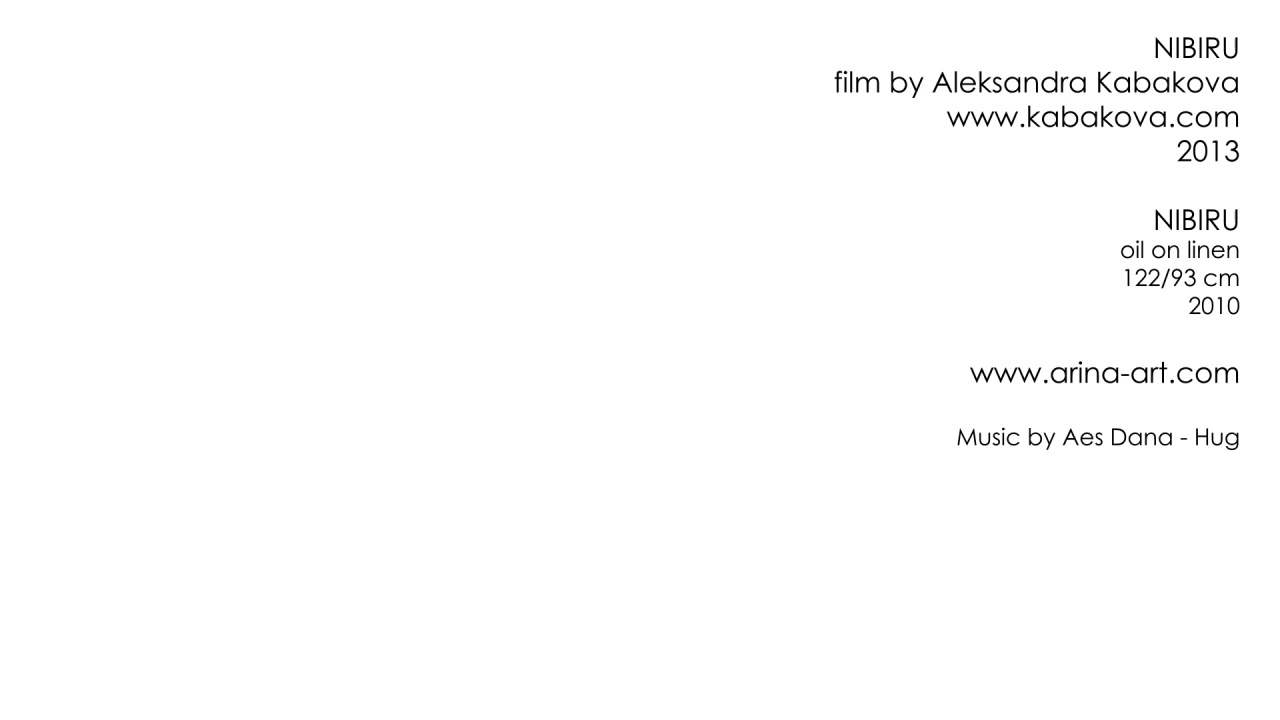 NIBIRU
film by Aleksandra Kabakova
www.kabakova.com
2013
NIBIRU
oil on linen
122/93 cm
2010
www.arina-art.com
Music by Aes Dana - Hug